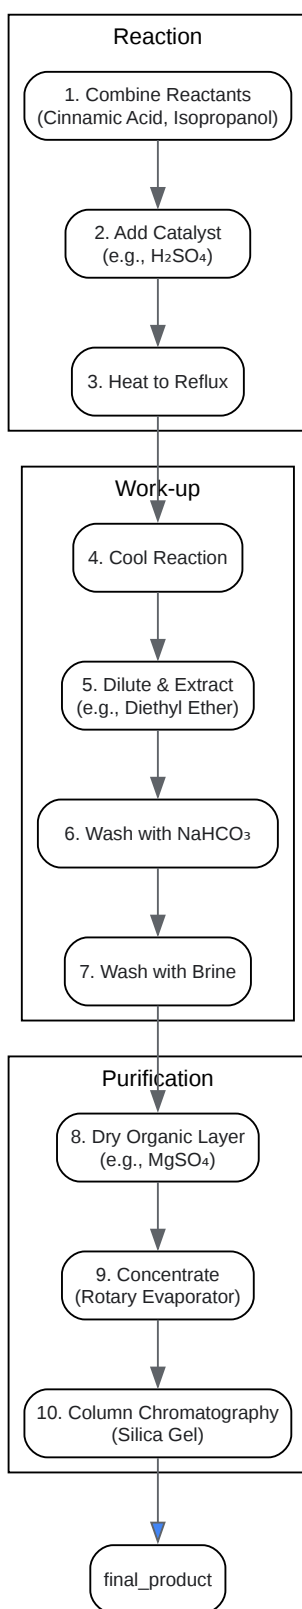 Reaction
1. Combine Reactants
(Cinnamic Acid, Isopropanol)
2. Add Catalyst
(e.g., H₂SO₄)
3. Heat to Reflux
Work-up
4. Cool Reaction
5. Dilute & Extract
(e.g., Diethyl Ether)
6. Wash with NaHCO₃
7. Wash with Brine
Purification
8. Dry Organic Layer
(e.g., MgSO₄)
9. Concentrate
(Rotary Evaporator)
10. Column Chromatography
(Silica Gel)
final_product